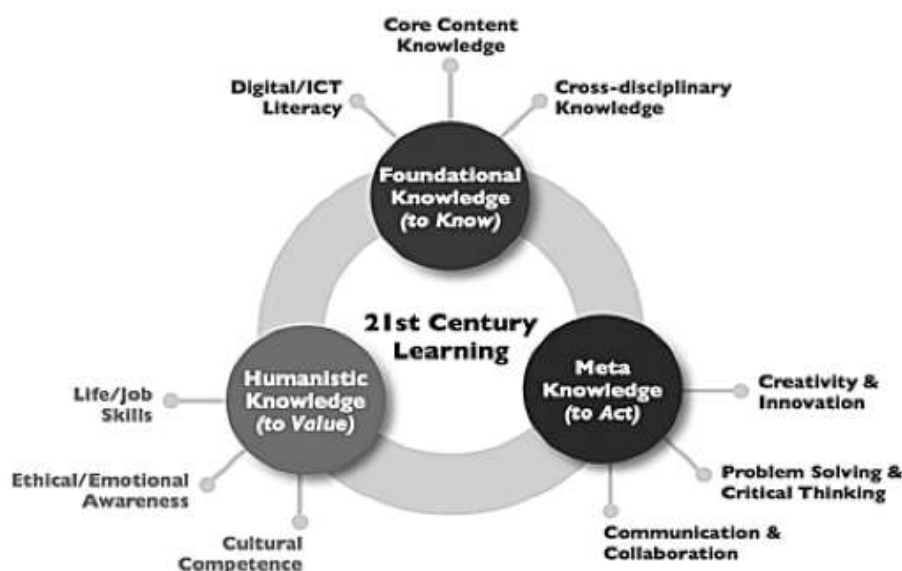 Core Content
Knowledge
Digital/ICT
Literacy
Cross-disciplinary
Knowledge
Foundational
Knowledge
(to Know)
21st Century
Learning
Humanistic
Knowledge
(to Value)
Meta
Knowledge
(to Act)
Life/Job
Skills
Ethical/Emotional
Awareness
Cultural
Competence
Creativity &
Innovation
Problem Solving &
Critical Thinking
Communication &
Collaboration